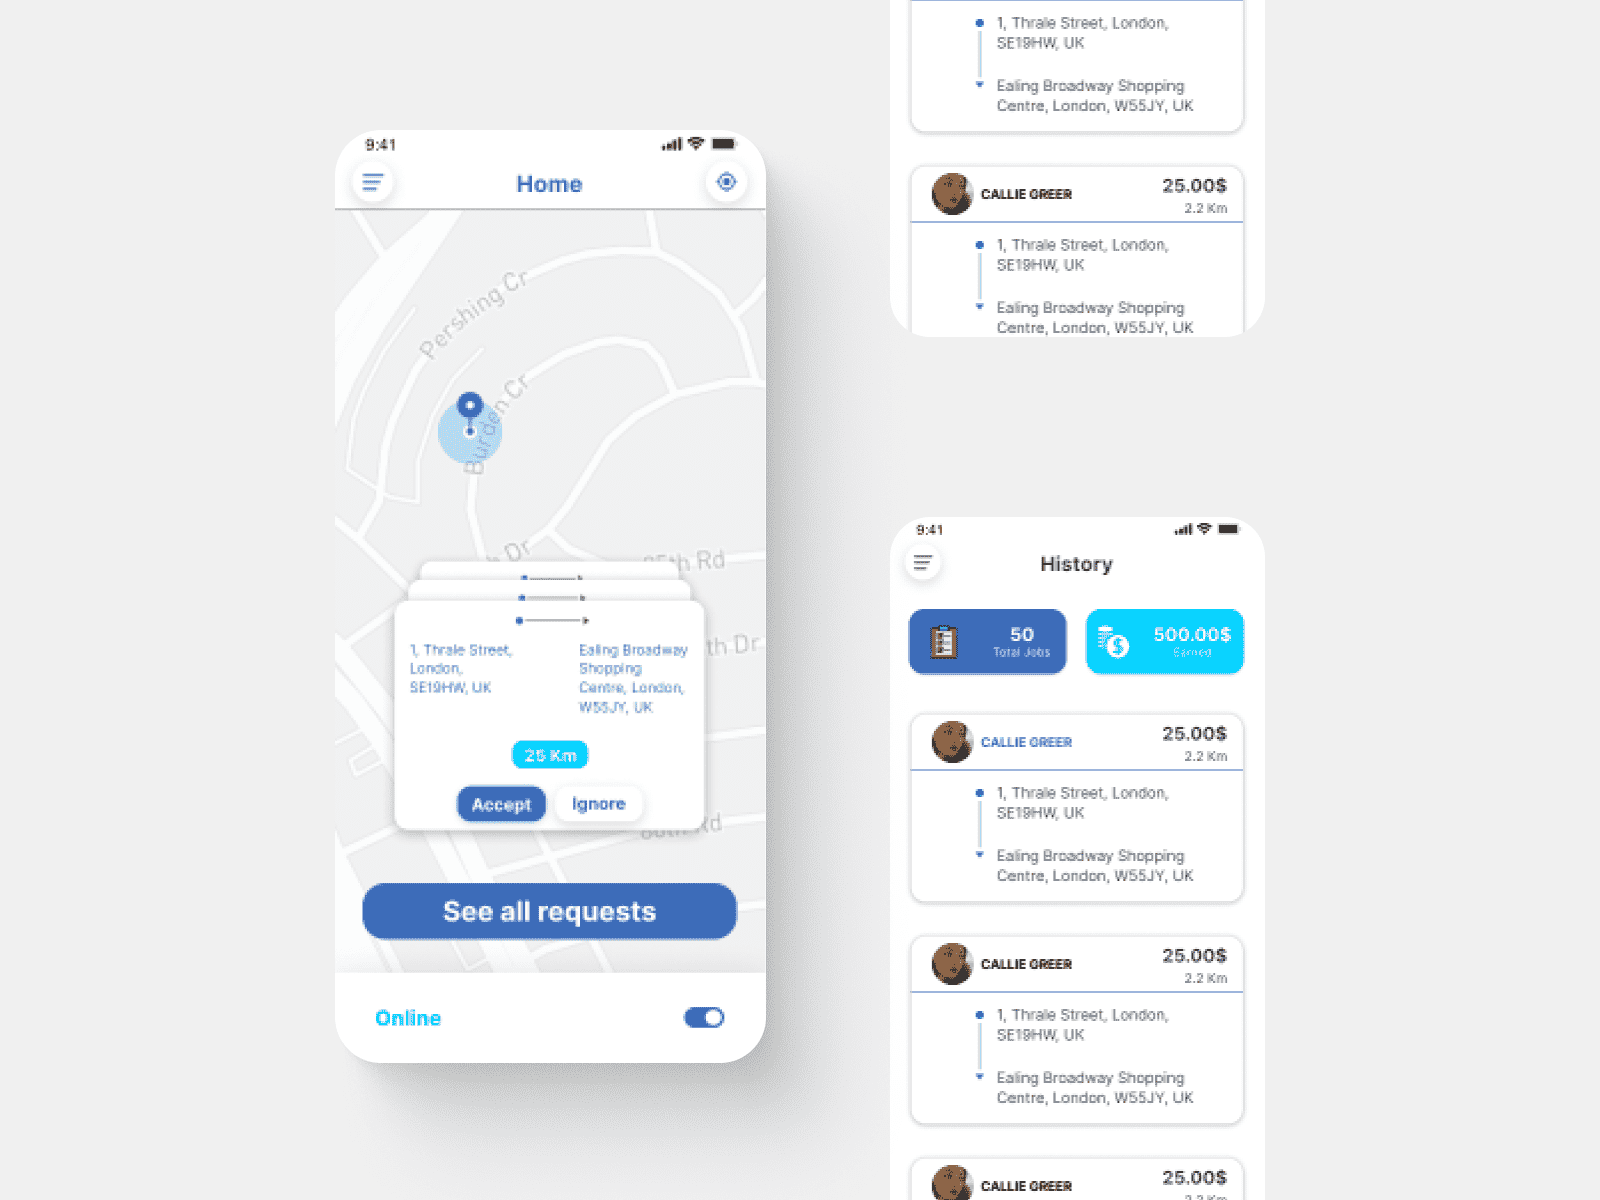 9:41
Home
Pershing Cr
Burden Cr
Dr
Rd
th Dr
1, Thrale Street,
London,
SE19HW, UK
Ealing Broadway
Shopping
Centre, London,
W55JY, UK
25 Km
Accept
Ignore
Rd
See all requests
Online
1, Thrale Street, London,
SE19HW, UK
Ealing Broadway Shopping
Centre, London, W55JY, UK
CALLIE GREER
25.00$
2.2 Km
1, Thrale Street, London,
SE19HW, UK
Ealing Broadway Shopping
Centre, London, W55JY, UK
9:41
History
50
Total Jobs
500.00$
Earned
CALLIE GREER
25.00$
2.2 Km
1, Thrale Street, London,
SE19HW, UK
Ealing Broadway Shopping
Centre, London, W55JY, UK
CALLIE GREER
25.00$
2.2 Km
1, Thrale Street, London,
SE19HW, UK
Ealing Broadway Shopping
Centre, London, W55JY, UK
CALLIE GREER
25.00$
2.2 Km